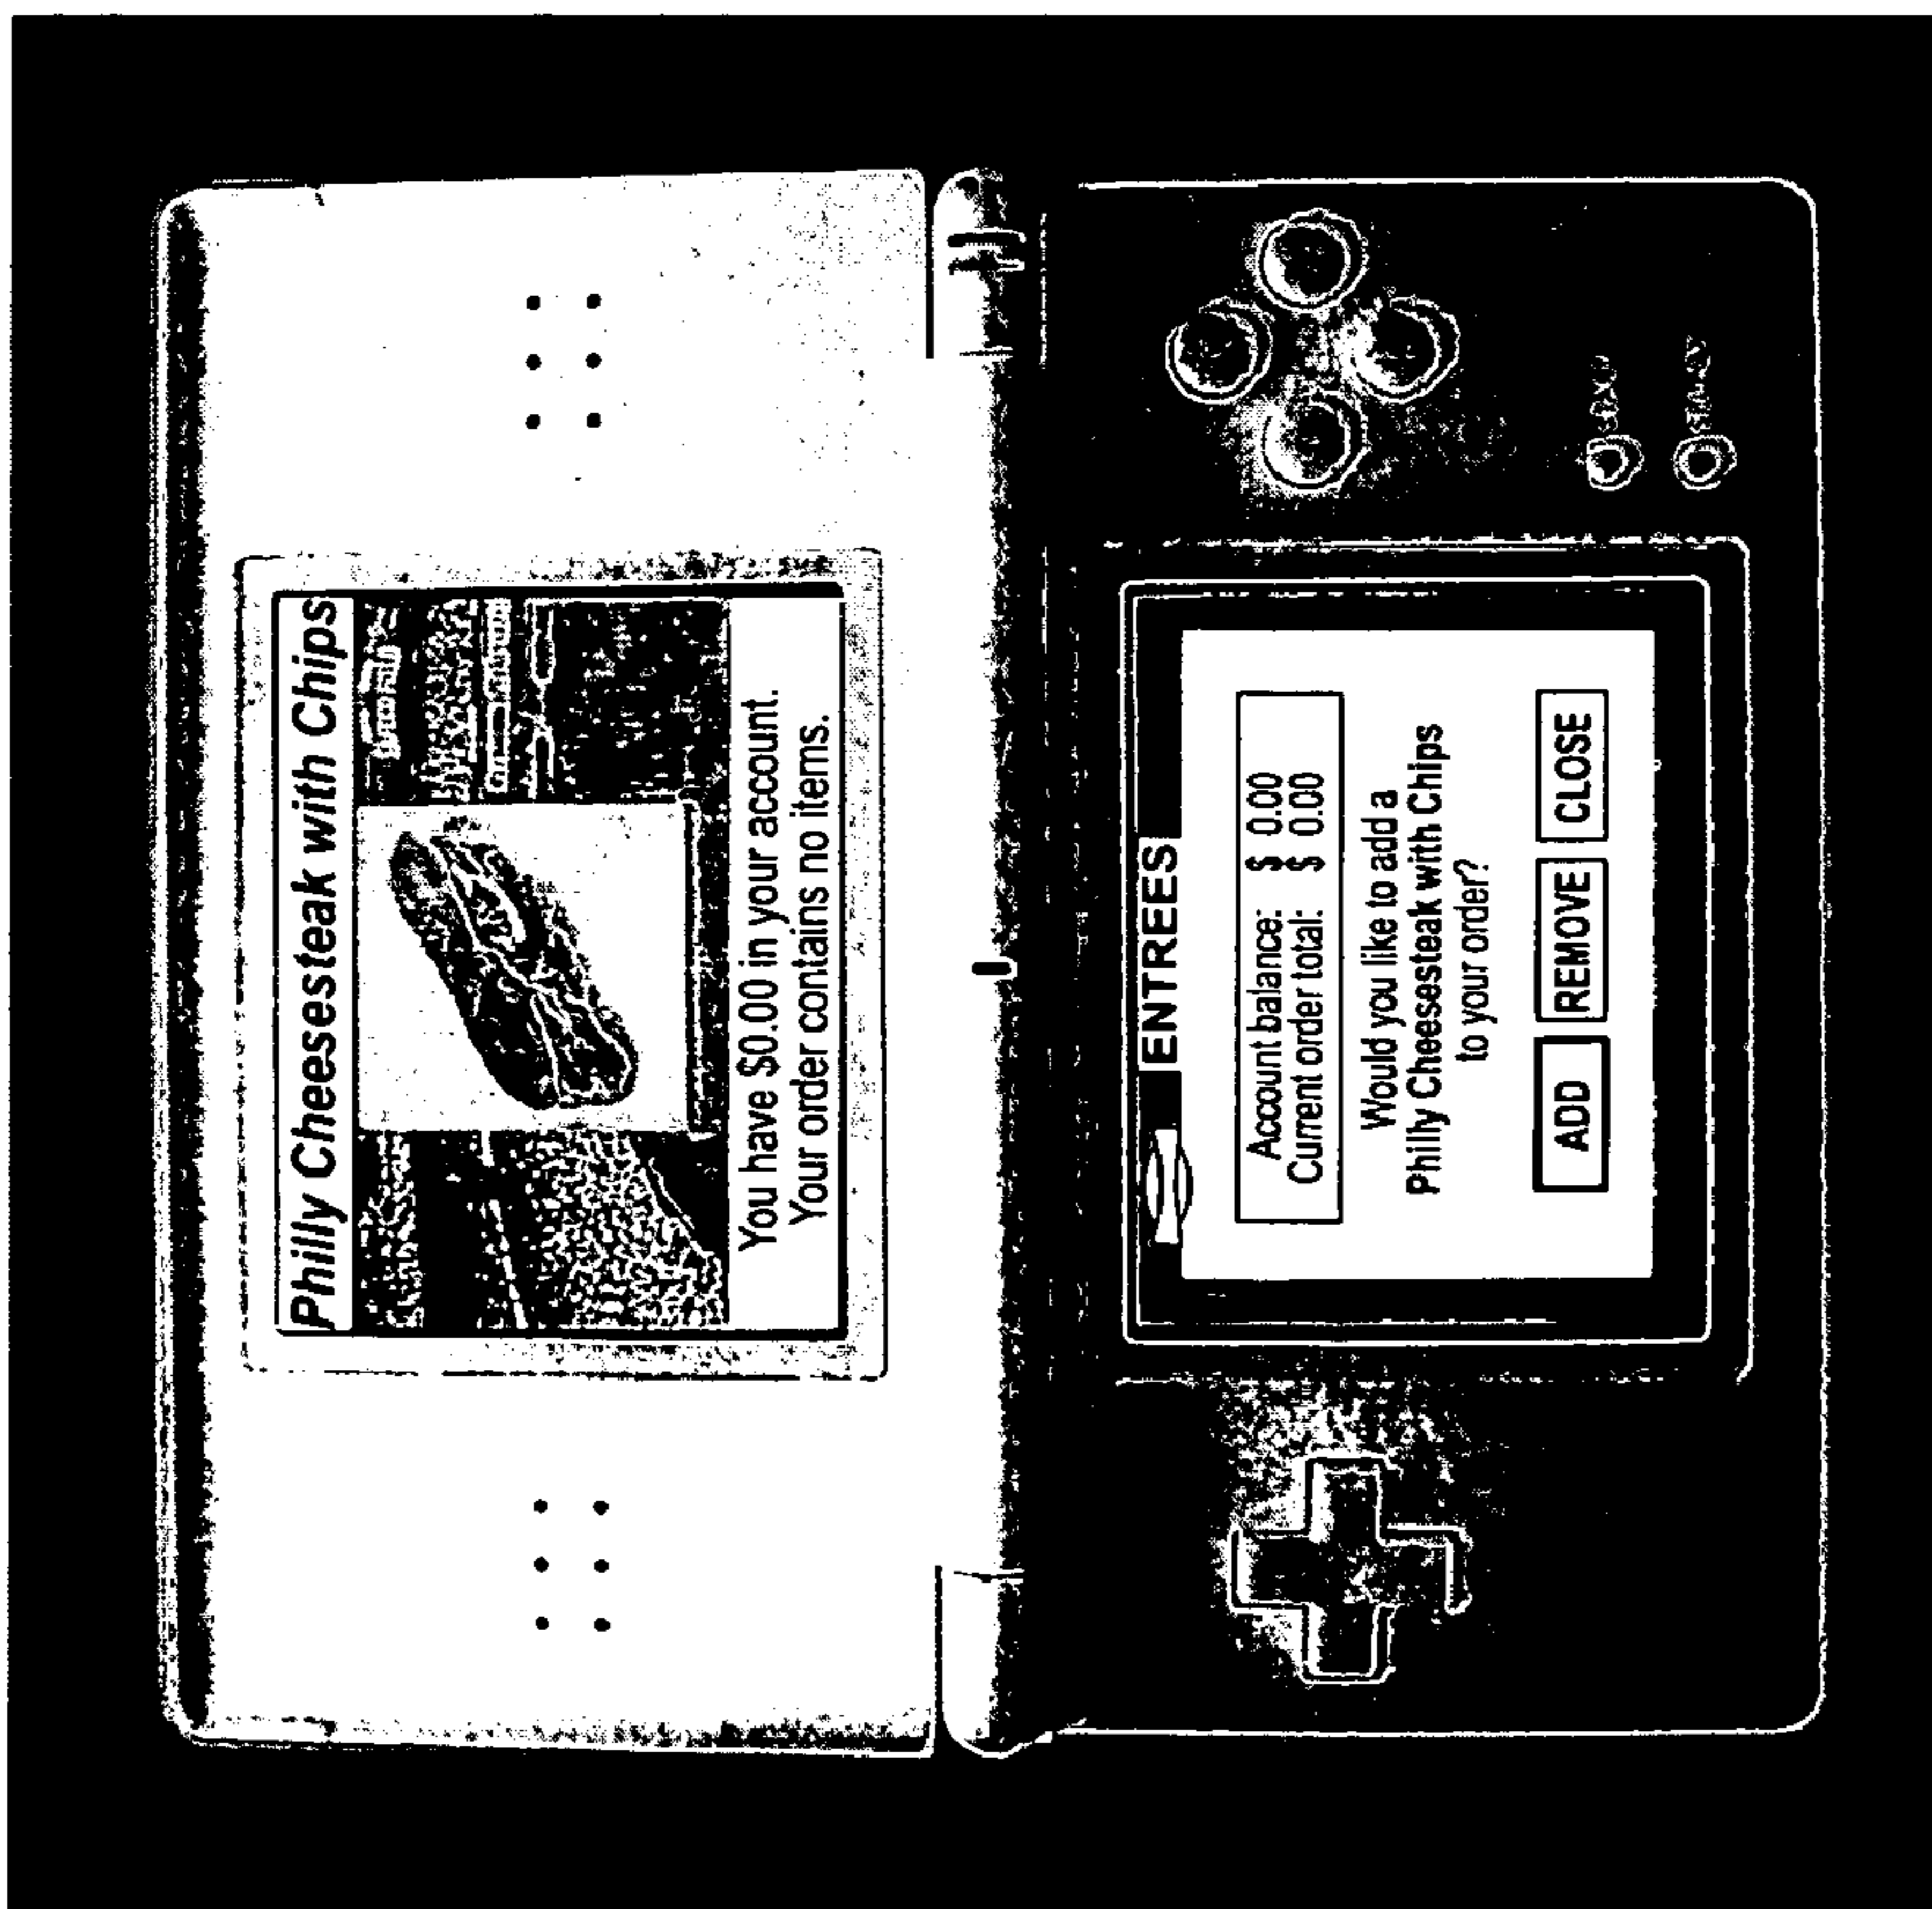 Philly Cheesesteak with Chips
You have $0.00 in your account.
Your order contains no items.
ENTREES
Account balance: $ 0.00
Current order total: $ 0.00
Would you like to add a
Philly Cheesesteak with Chips
to your order?
ADD REMOVE CLOSE